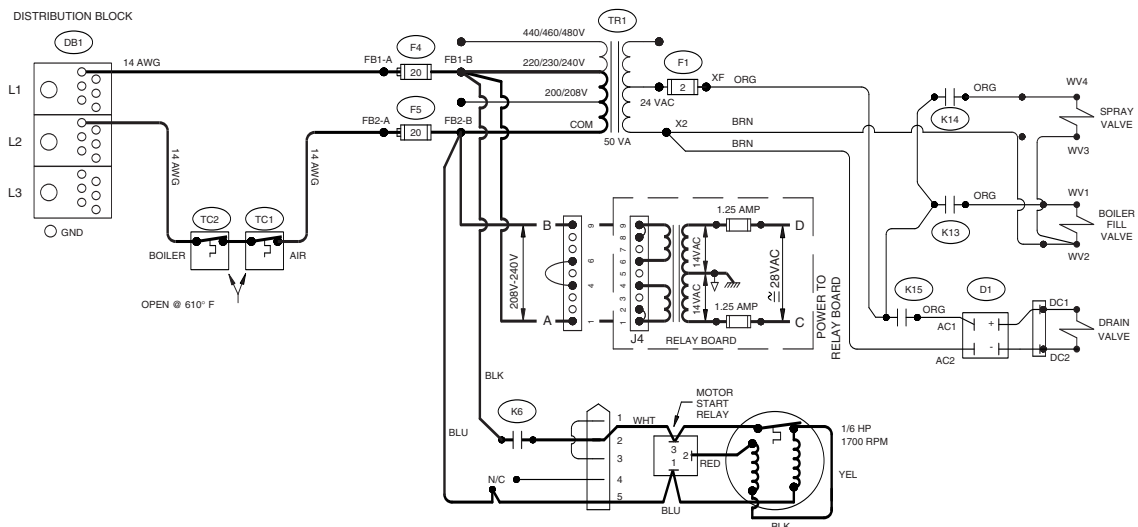 DISTRIBUTION BLOCK
DB1
L1
L2
L3
GND
14 AWG
14 AWG
14 AWG
TC2
TC1
BOILER
AIR
OPEN @ 610° F
F4
FB1-A
20
FB1-B
F5
FB2-A
20
FB2-B
TR1
440/460/480V
220/230/240V
200/208V
COM
50 VA
24 VAC
F1
2
XF
ORG
X2
BRN
BRN
K14
ORG
WV4
SPRAY
VALVE
WV3
K13
ORG
WV1
BOILER
FILL
VALVE
WV2
K15
ORG
D1
AC1
AC2
+
-
DC1
DC2
DRAIN
VALVE
B
A
208V-240V
9
6
4
1
9
8
7
6
5
4
3
2
1
J4
14VAC
14VAC
1.25 AMP
1.25 AMP
D
C
≅ 28VAC
RELAY BOARD
POWER TO
RELAY BOARD
BLK
BLU
K6
N/C
1
2
3
4
5
WHT
MOTOR
START
RELAY
3
2
1
RED
BLU
1/6 HP
1700 RPM
YEL
BLK